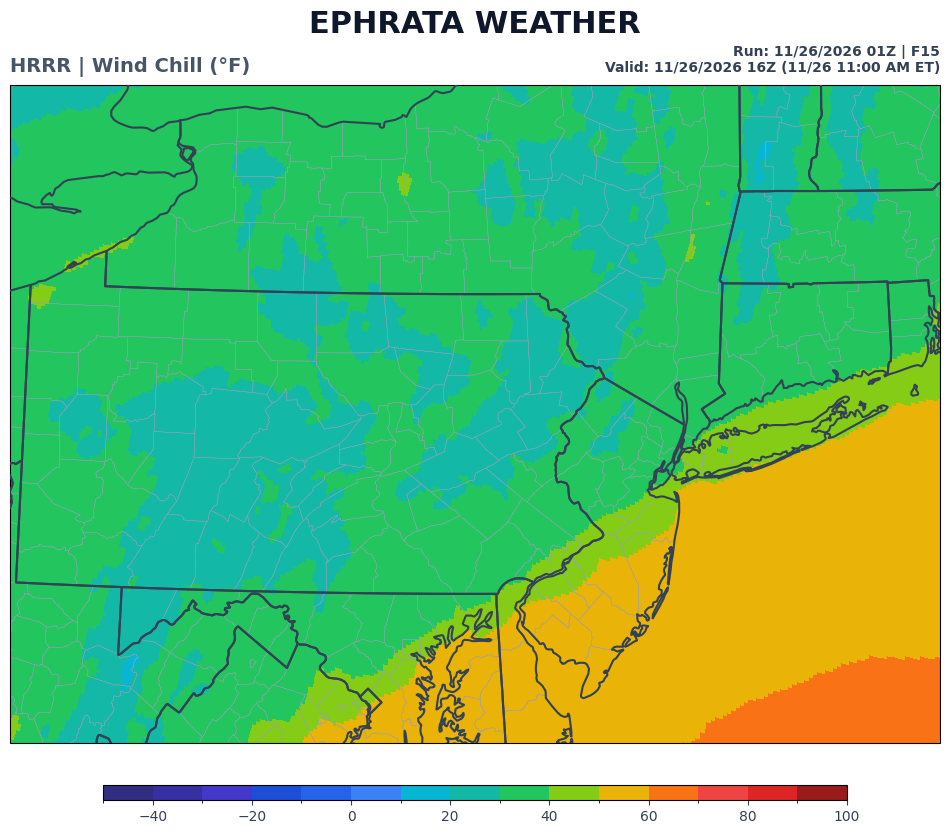 EPHRATA WEATHER
HRRR | Wind Chill (°F)
Run: 11/26/2026 01Z | F15
Valid: 11/26/2026 16Z (11/26 11:00 AM ET)
−40 −20 0 20 40 60 80 100